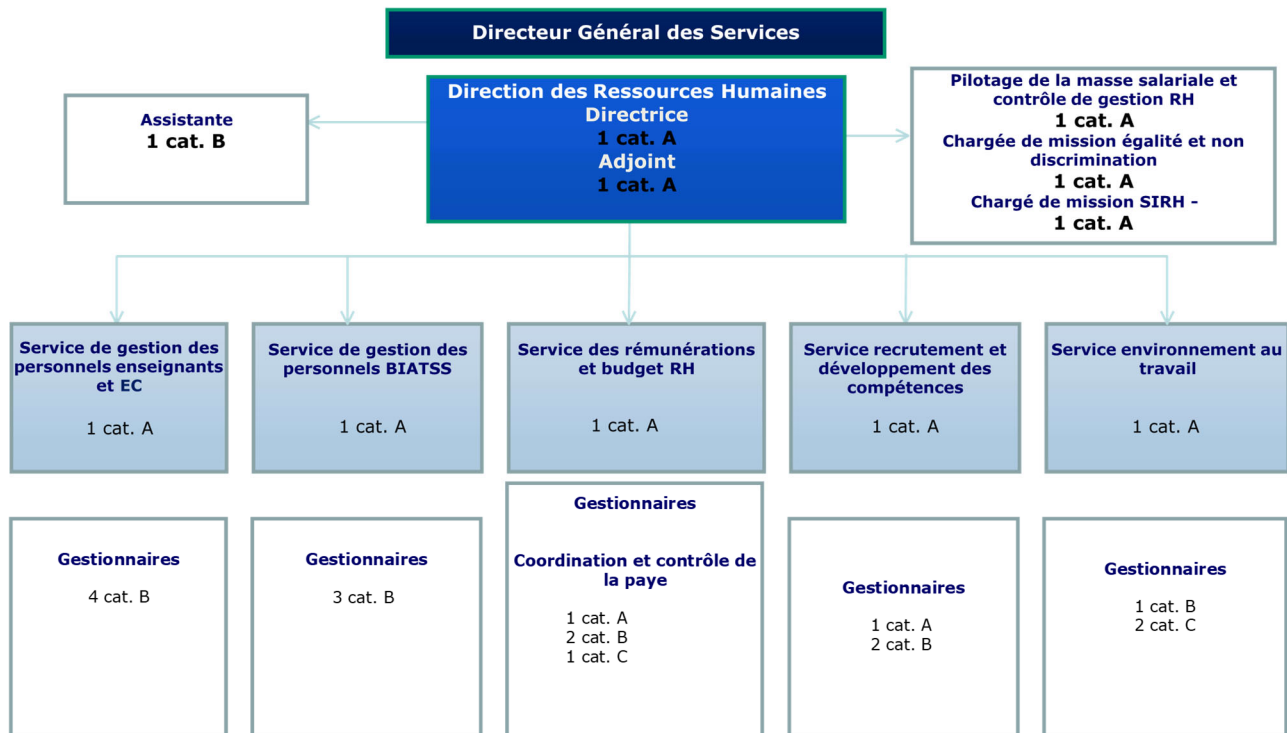 Directeur Général des Services
Assistante
1 cat. B
Direction des Ressources Humaines
Directrice
1 cat. A
Adjoint
1 cat. A
Pilotage de la masse salariale et
contrôle de gestion RH
1 cat. A
Chargée de mission égalité et non
discrimination
1 cat. A
Chargé de mission SIRH -
1 cat. A
Service de gestion des
personnels enseignants
et EC
1 cat. A
Service de gestion des
personnels BIATSS
1 cat. A
Service des rémunérations
et budget RH
1 cat. A
Service recrutement et
développement des
compétences
1 cat. A
Service environnement au
travail
1 cat. A
Gestionnaires
4 cat. B
Gestionnaires
3 cat. B
Gestionnaires
Coordination et contrôle de
la paye
1 cat. A
2 cat. B
1 cat. C
Gestionnaires
1 cat. A
2 cat. B
Gestionnaires
1 cat. B
2 cat. C